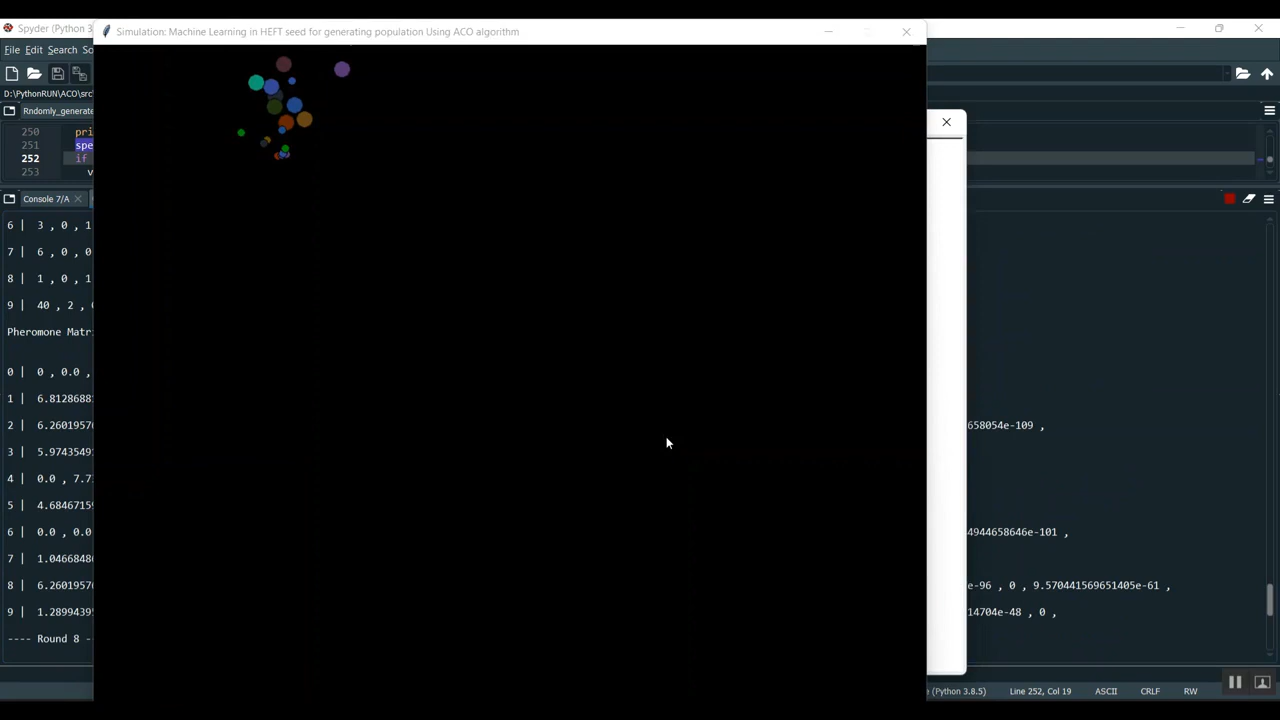 Spyder (Python 3
Simulation: Machine Learning in HEFT seed for generating population Using ACO algorithm
File Edit Search So
D:\PythonRUN\ACO\src
Rndomly_generate
250 pri
251 spe
252 if
253 v
Console 7/A
6 | 3 , 0 , 1
7 | 6 , 0 , 0
8 | 1 , 0 , 1
9 | 40 , 2 ,
Pheromone Matr
0 | 0 , 0.0 ,
1 | 6.8128688
2 | 6.2601957 658054e-109 ,
3 | 5.9743549
4 | 0.0 , 7.7
5 | 4.6846715
6 | 0.0 , 0.0 4944658646e-101 ,
7 | 1.0466848
8 | 6.2601957 e-96 , 0 , 9.570441569651405e-61 ,
9 | 1.2899439 14704e-48 , 0 ,
---- Round 8 --
(Python 3.8.5) Line 252, Col 19 ASCII CRLF RW